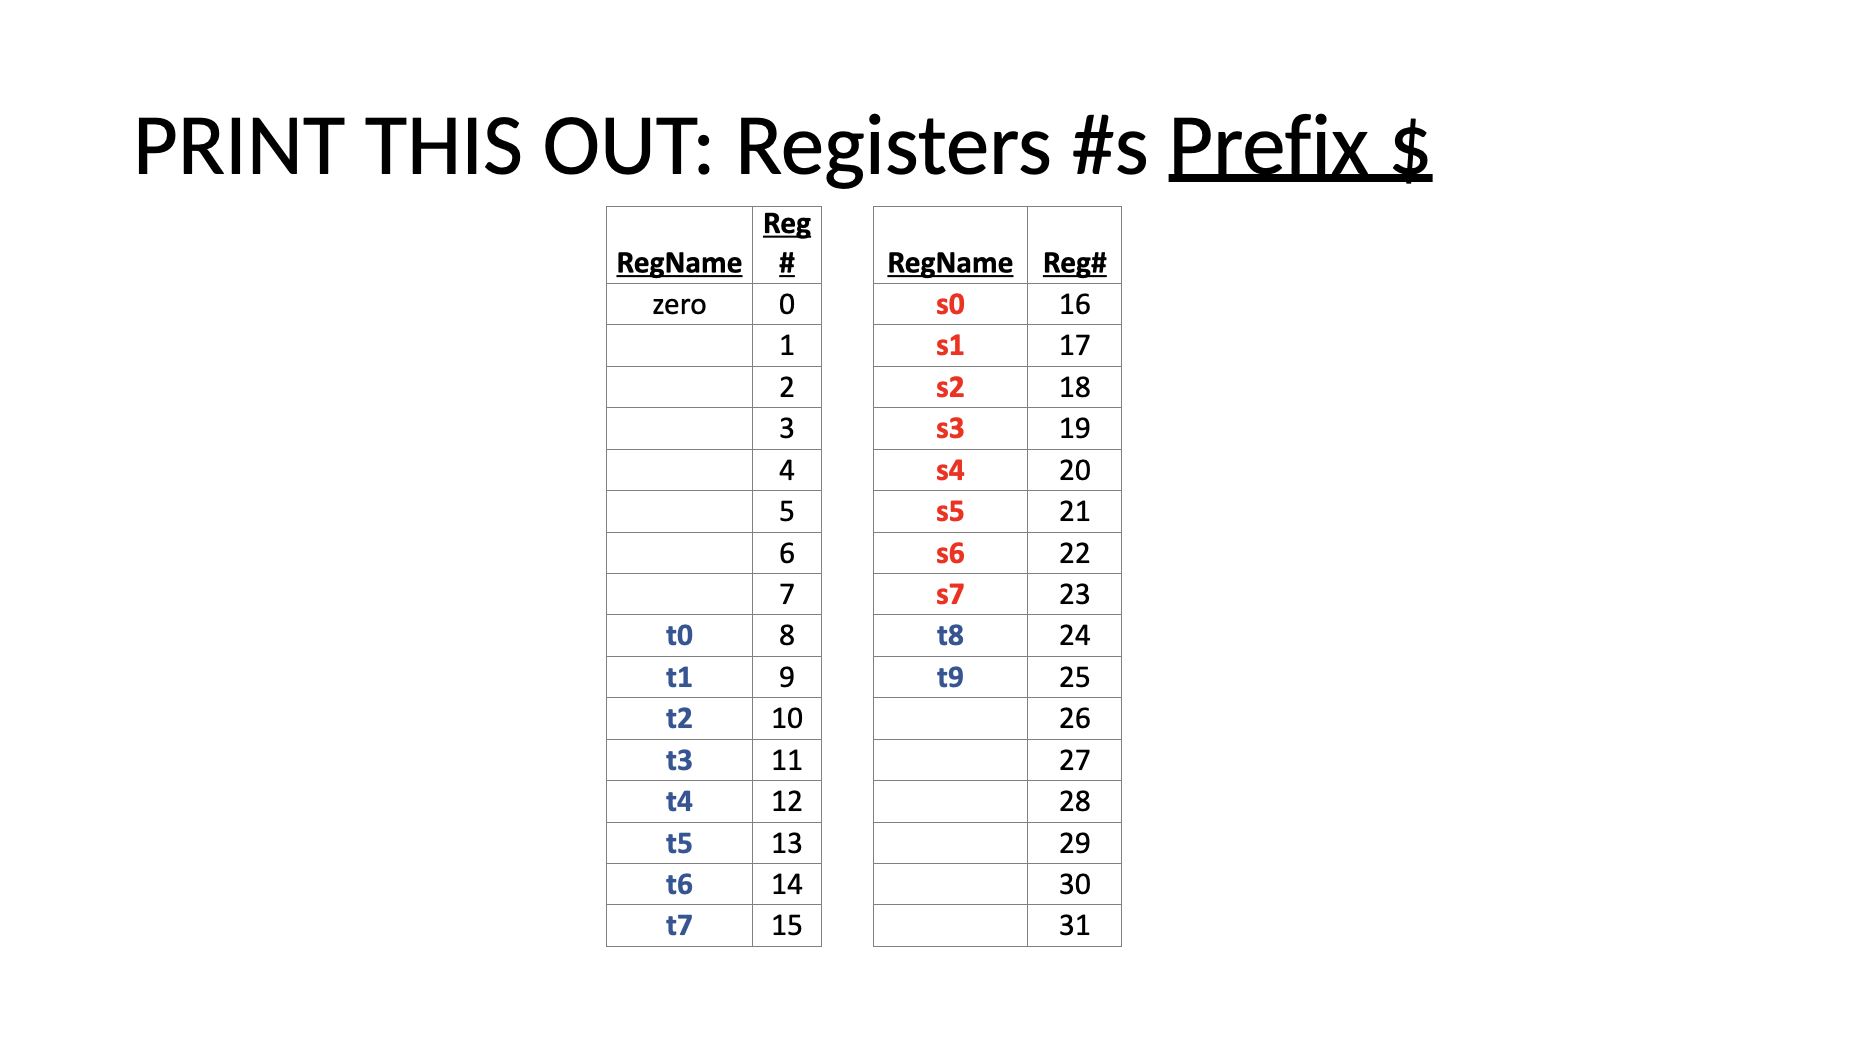 PRINT THIS OUT: Registers #s Prefix $
RegName Reg #
zero 0
1
2
3
4
5
6
7
t0 8
t1 9
t2 10
t3 11
t4 12
t5 13
t6 14
t7 15
RegName Reg#
s0 16
s1 17
s2 18
s3 19
s4 20
s5 21
s6 22
s7 23
t8 24
t9 25
26
27
28
29
30
31